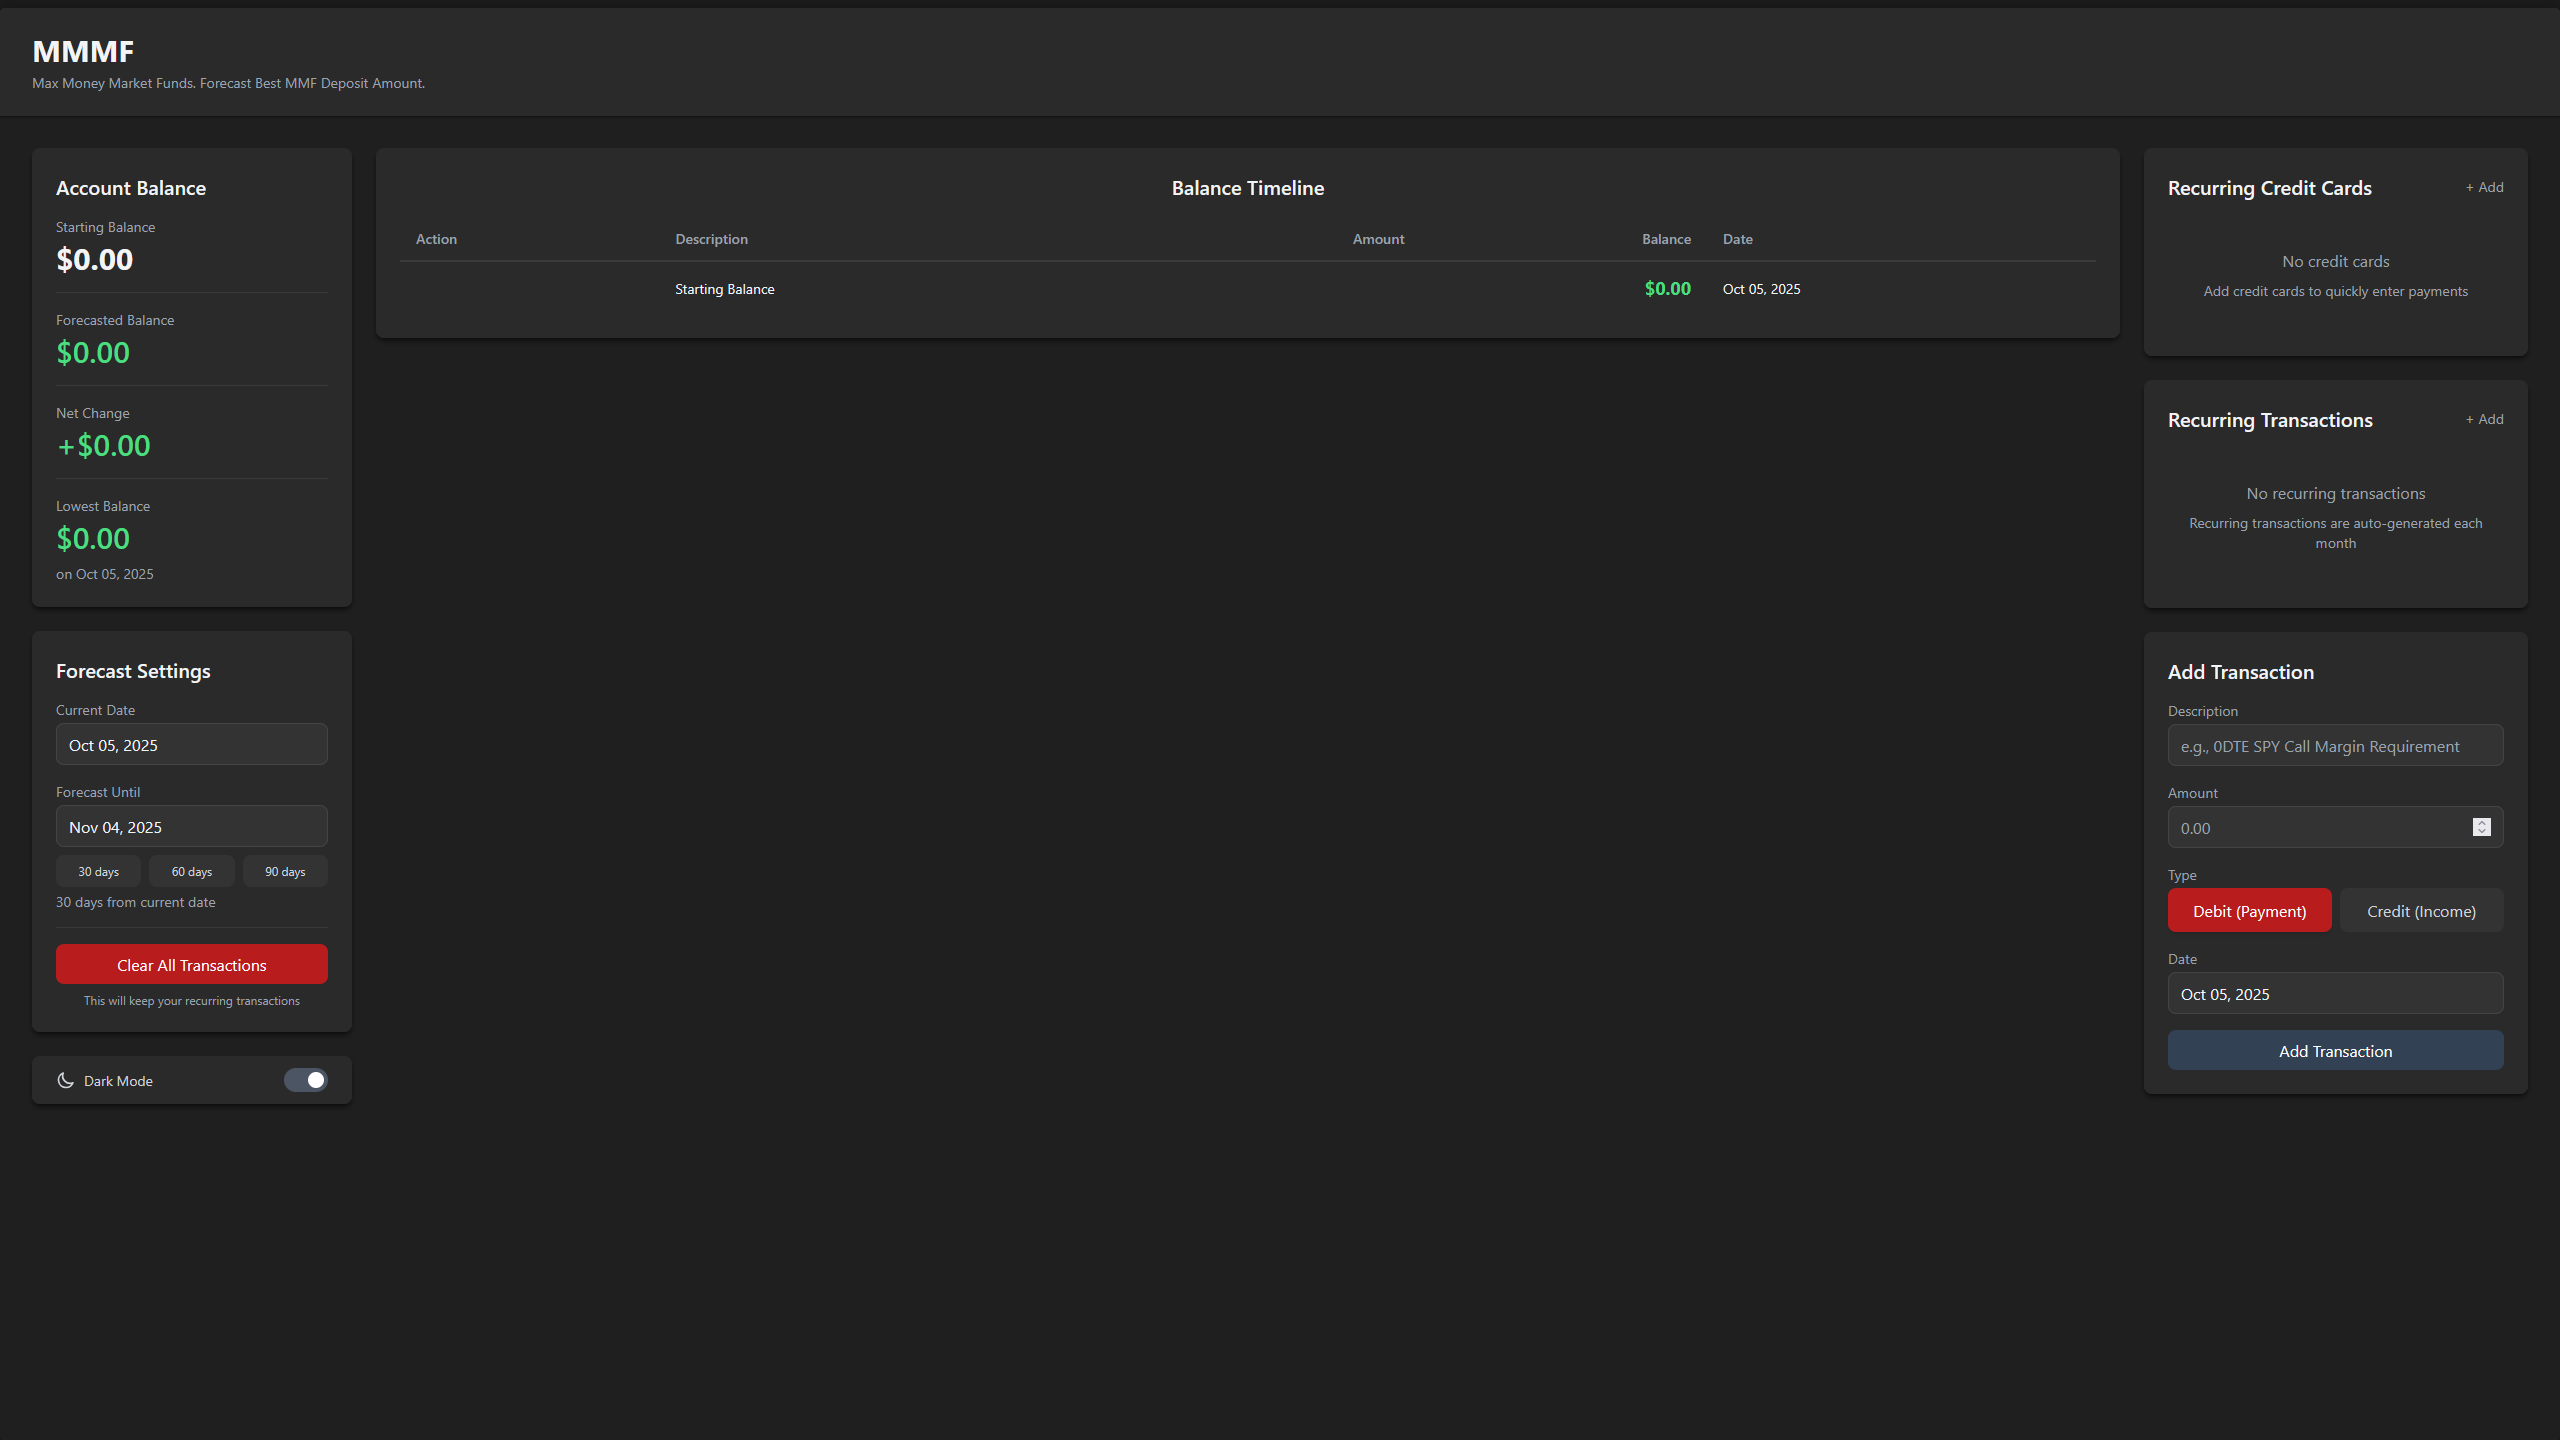 MMMF
Max Money Market Funds. Forecast Best MMF Deposit Amount.
Account Balance
Starting Balance
$0.00
Forecasted Balance
$0.00
Net Change
+$0.00
Lowest Balance
$0.00
on Oct 05, 2025
Forecast Settings
Current Date
Oct 05, 2025
Forecast Until
Nov 04, 2025
30 days 60 days 90 days
30 days from current date
Clear All Transactions
This will keep your recurring transactions
Dark Mode
Balance Timeline
Action Description Amount Balance Date
Starting Balance $0.00 Oct 05, 2025
Recurring Credit Cards + Add
No credit cards
Add credit cards to quickly enter payments
Recurring Transactions + Add
No recurring transactions
Recurring transactions are auto-generated each
month
Add Transaction
Description
e.g., 0DTE SPY Call Margin Requirement
Amount
0.00
Type
Debit (Payment) Credit (Income)
Date
Oct 05, 2025
Add Transaction